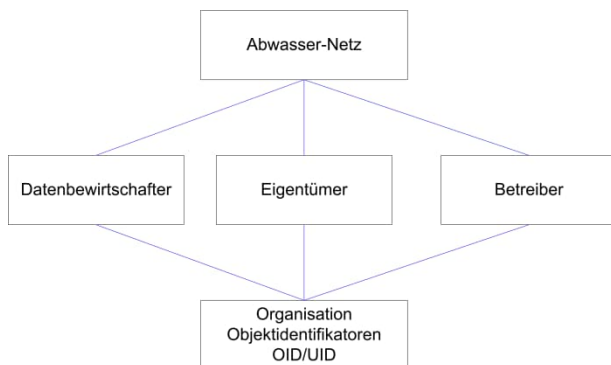 Abwasser-Netz
Datenbewirtschafter
Eigentümer
Betreiber
Organisation
Objektidentifikatoren
OID/UID